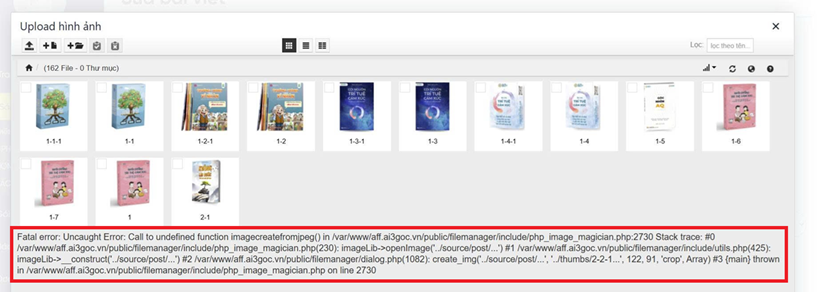 Upload hình ảnh
Lọc: lọc theo tên...
(162 File - 0 Thư mục)
1-1-1 1-1 1-2-1 1-2 1-3-1 1-3 1-4-1 1-4 1-5 1-6
1-7 1 2-1
Fatal error: Uncaught Error: Call to undefined function imagecreatefromjpeg() in /var/www/aff.ai3goc.vn/public/filemanager/include/php_image_magician.php:2730 Stack trace: #0
/var/www/aff.ai3goc.vn/public/filemanager/include/php_image_magician.php(230): imageLib->openImage('../source/post/...') #1 /var/www/aff.ai3goc.vn/public/filemanager/include/utils.php(425):
imageLib->__construct('../source/post/...') #2 /var/www/aff.ai3goc.vn/public/filemanager/dialog.php(1082): create_img('../source/post/...', '../thumbs/2-2-1...', 122, 91, 'crop', Array) #3 {main} thrown
in /var/www/aff.ai3goc.vn/public/filemanager/include/php_image_magician.php on line 2730